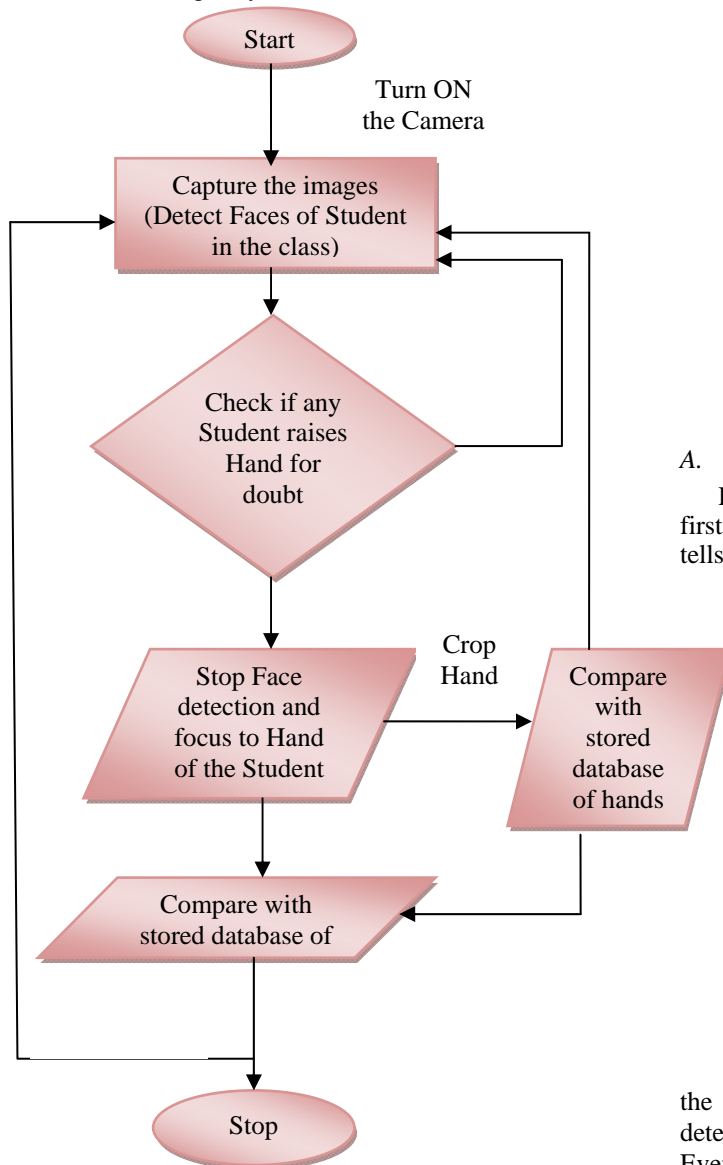 Start
Turn ON
the Camera
Capture the images
(Detect Faces of Student
in the class)
Check if any
Student raises
Hand for
doubt
A.
first
tells
Stop Face
detection and
focus to Hand
of the Student
Crop
Hand
Compare
with
stored
database
of hands
Compare with
stored database of
Stop
the